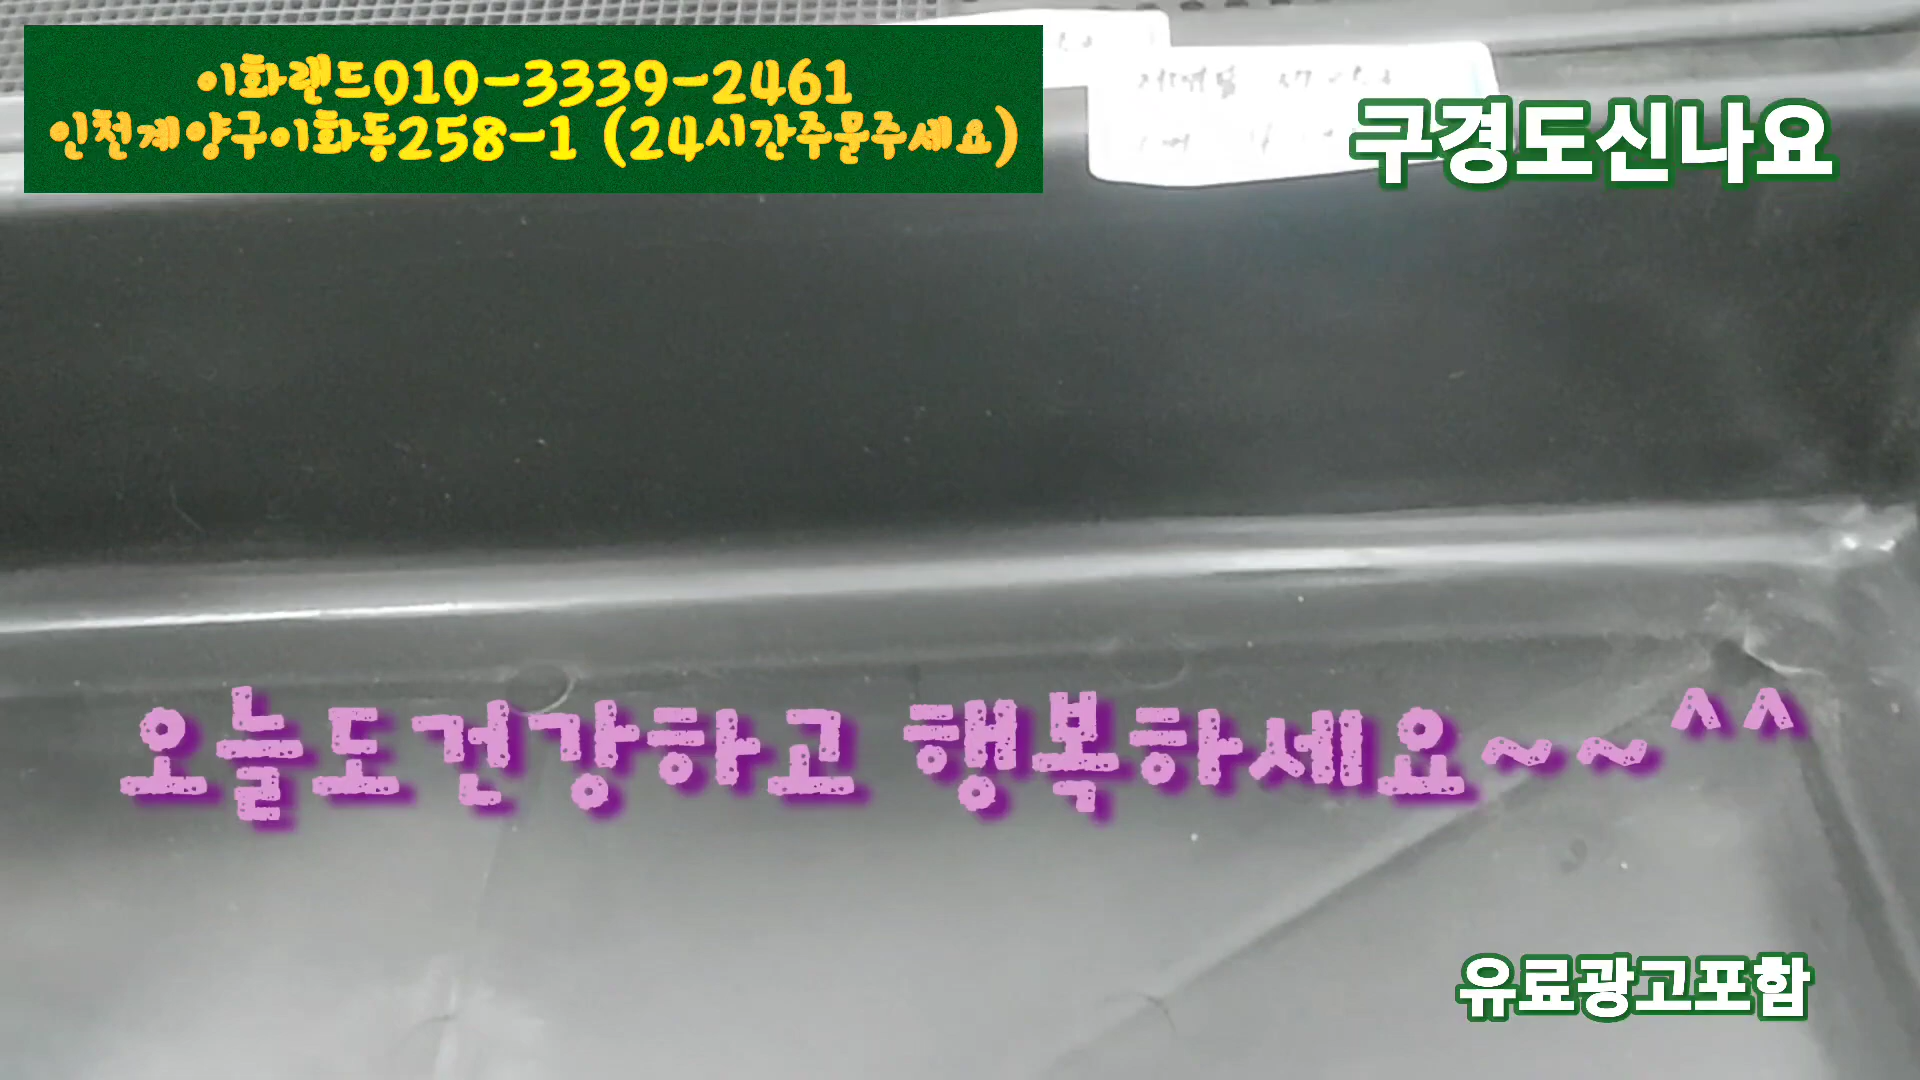 이화랜드010-3339-2461
인천계양구이화동258-1 (24시간주문주세요)
구경도신나요
오늘도건강하고 행복하세요~~^^
유료광고포함